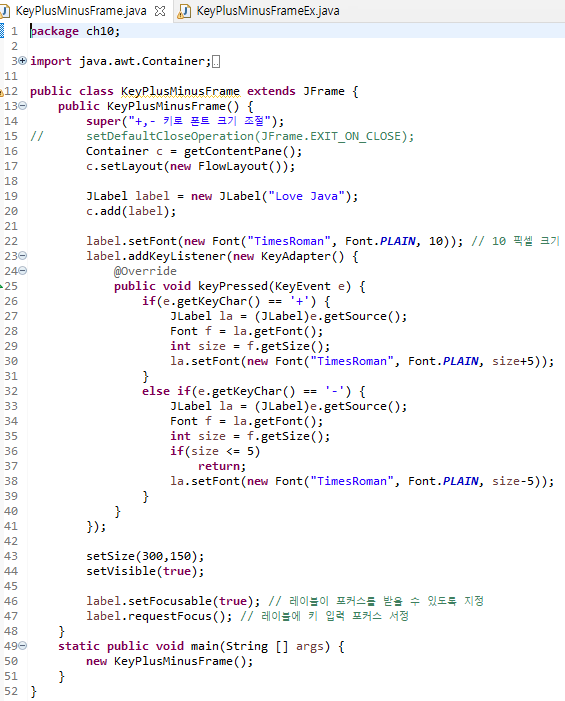 KeyPlusMinusFrame.java KeyPlusMinusFrameEx.java
1 package ch10;
2
3 import java.awt.Container;
11
12 public class KeyPlusMinusFrame extends JFrame {
13     public KeyPlusMinusFrame() {
14         super("+,- 키로 폰트 크기 조절");
15 //      setDefaultCloseOperation(JFrame.EXIT_ON_CLOSE);
16         Container c = getContentPane();
17         c.setLayout(new FlowLayout());
18
19         JLabel label = new JLabel("Love Java");
20         c.add(label);
21
22         label.setFont(new Font("TimesRoman", Font.PLAIN, 10)); // 10 픽셀 크기
23         label.addKeyListener(new KeyAdapter() {
24             @Override
25             public void keyPressed(KeyEvent e) {
26                 if(e.getKeyChar() == '+') {
27                     JLabel la = (JLabel)e.getSource();
28                     Font f = la.getFont();
29                     int size = f.getSize();
30                     la.setFont(new Font("TimesRoman", Font.PLAIN, size+5));
31                 }
32                 else if(e.getKeyChar() == '-') {
33                     JLabel la = (JLabel)e.getSource();
34                     Font f = la.getFont();
35                     int size = f.getSize();
36                     if(size <= 5)
37                         return;
38                     la.setFont(new Font("TimesRoman", Font.PLAIN, size-5));
39                 }
40             }
41         });
42
43         setSize(300,150);
44         setVisible(true);
45
46         label.setFocusable(true); // 레이블이 포커스를 받을 수 있도록 지정
47         label.requestFocus(); // 레이블에 키 입력 포커스 서정
48     }
49     static public void main(String [] args) {
50         new KeyPlusMinusFrame();
51     }
52 }